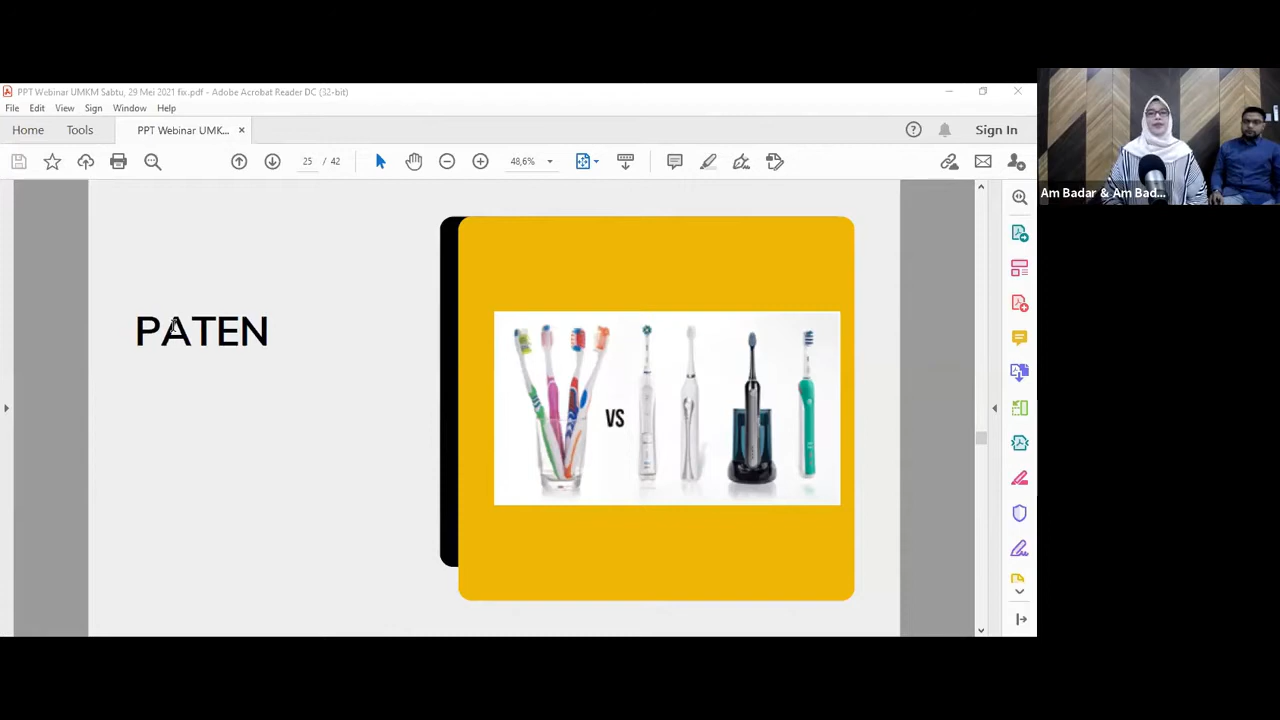 PPT Webinar UMKM Sabtu, 29 Mei 2021 fix.pdf - Adobe Acrobat Reader DC (32-bit)
File Edit View Sign Window Help
Home Tools PPT Webinar UMK... Sign In
25 / 42 48,6%
Am Badar & Am Bad...
PATEN
VS